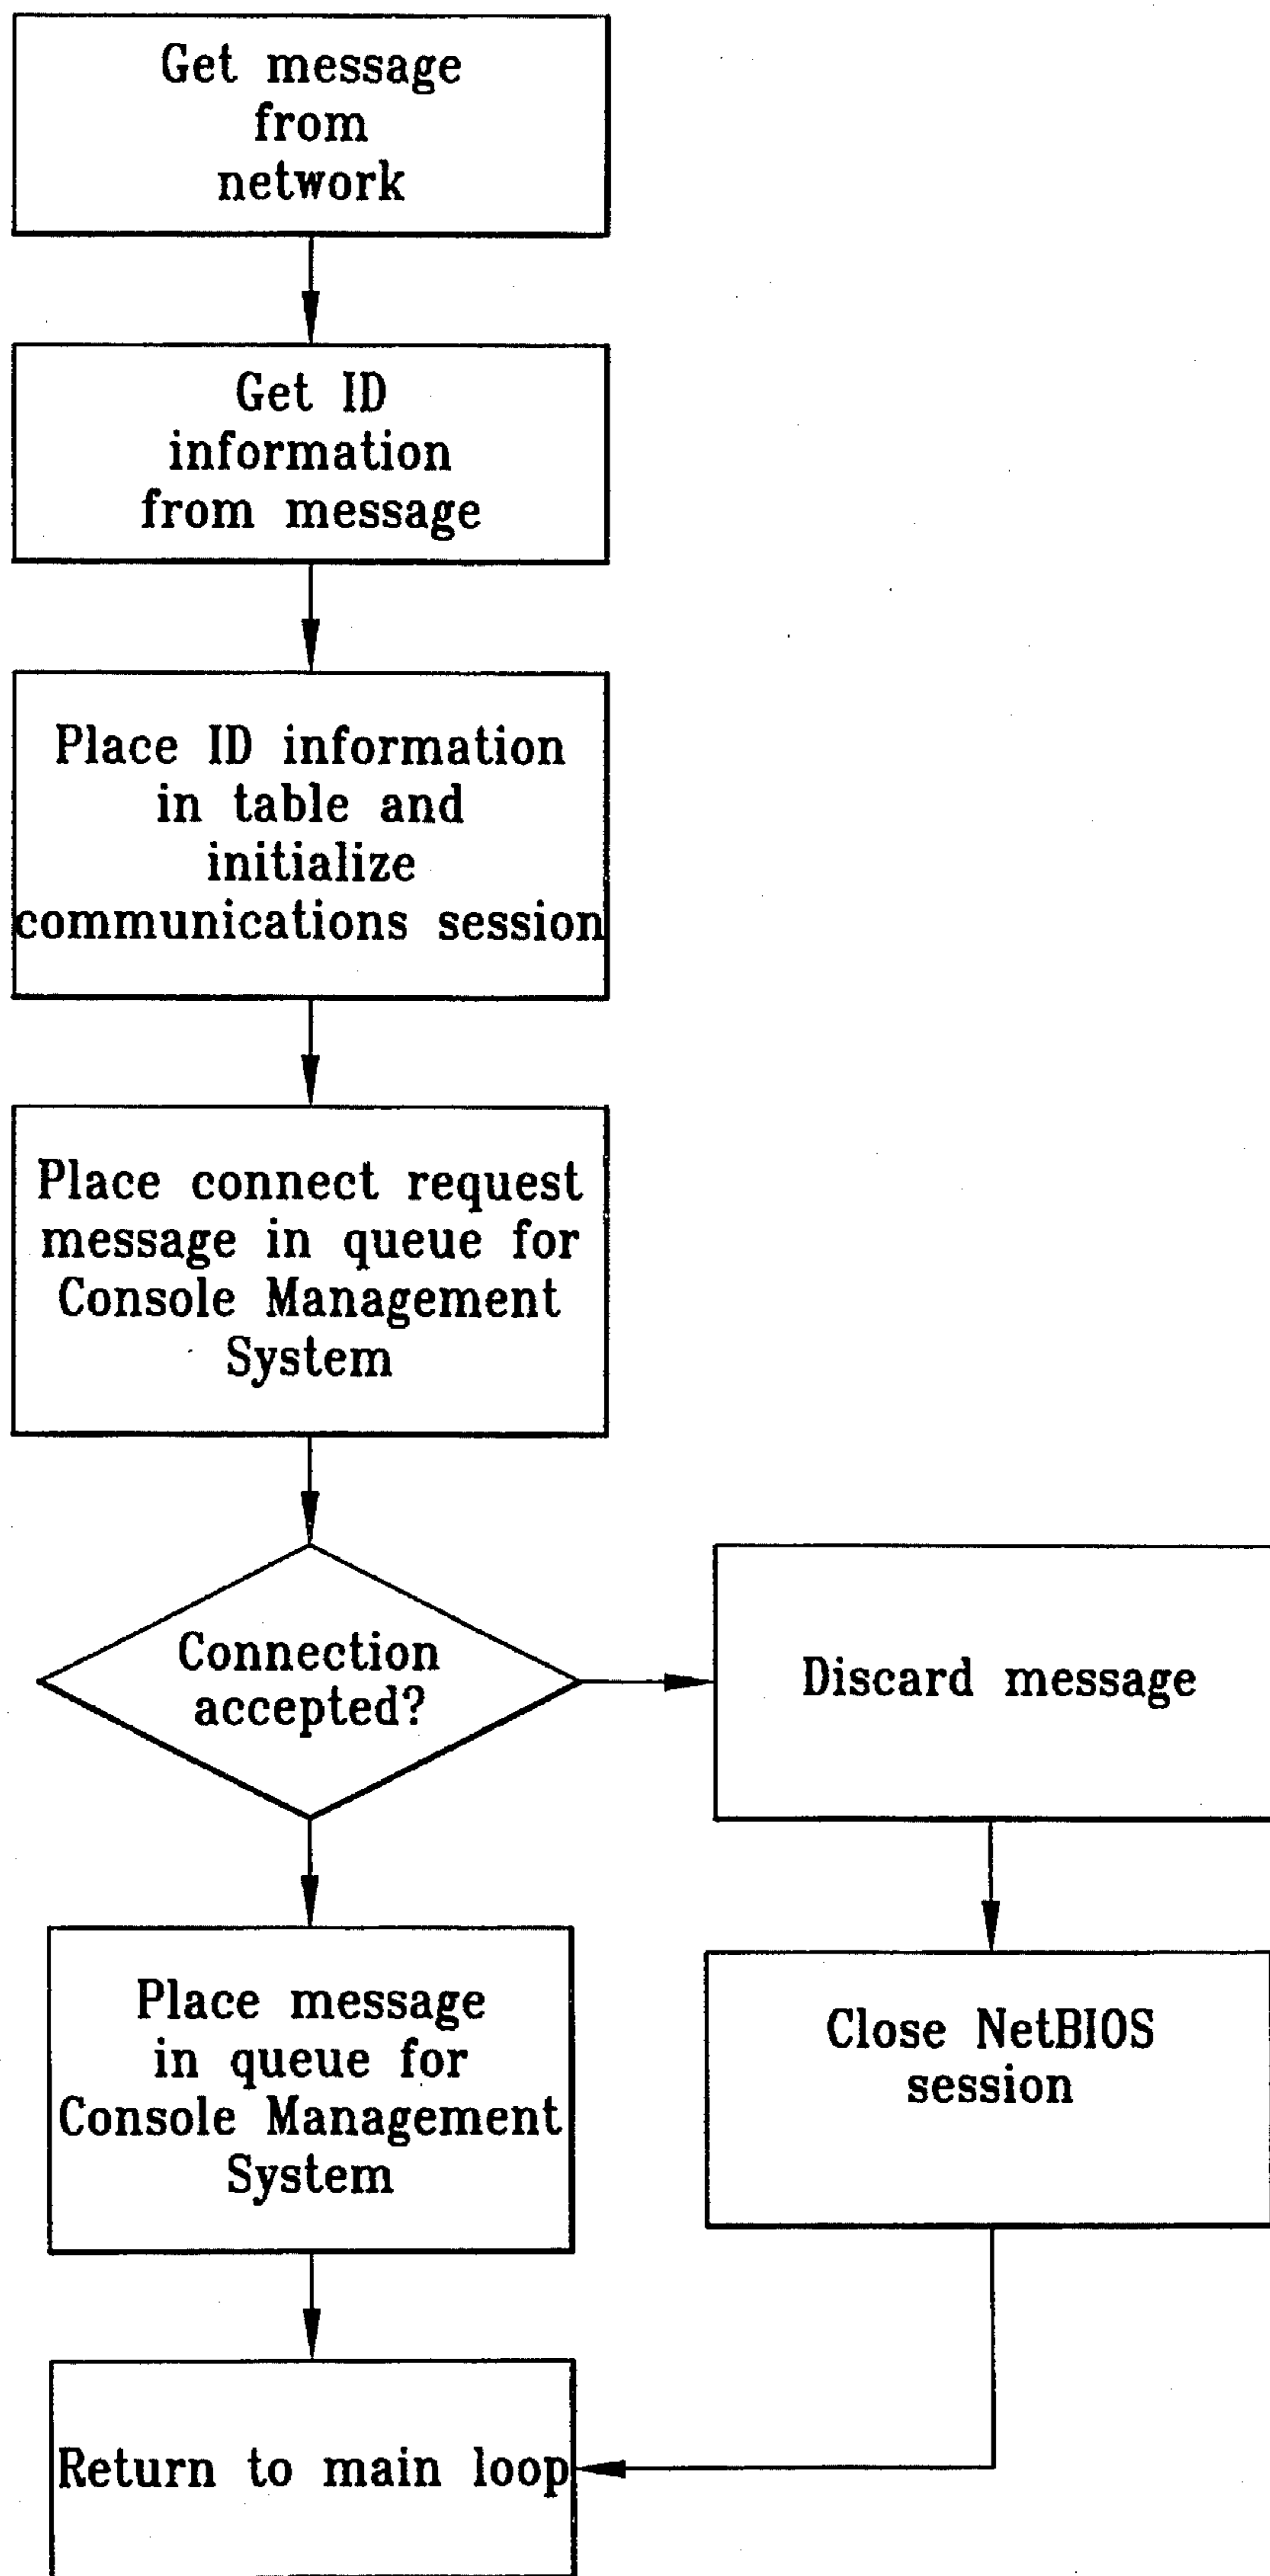 Get message
from
network
Get ID
information
from message
Place ID information
in table and
initialize
communications session
Place connect request
message in queue for
Console Management
System
Connection
accepted?
Discard message
Place message
in queue for
Console Management
System
Close NetBIOS
session
Return to main loop